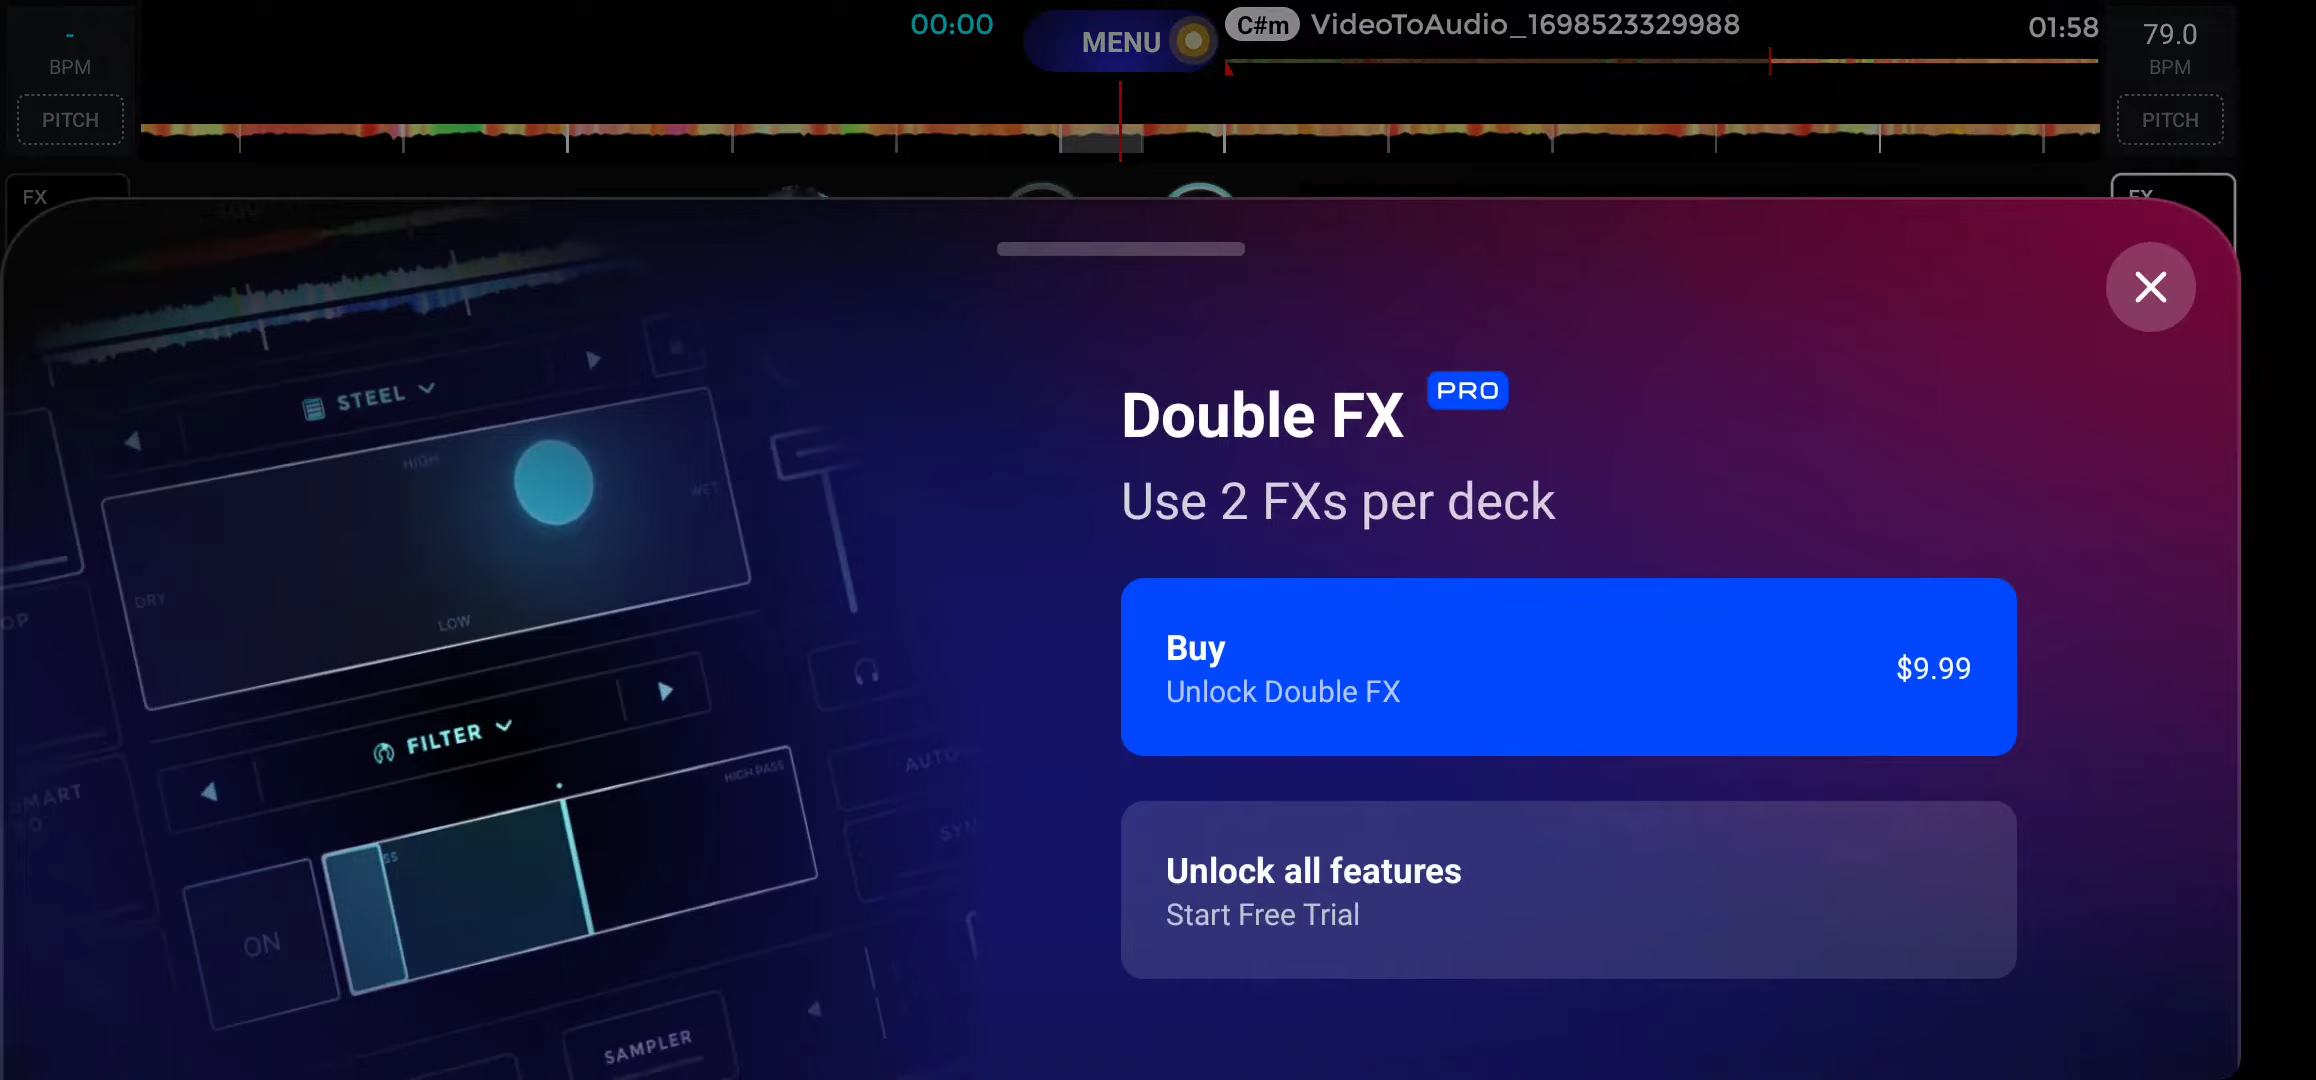 00:00
MENU
C#m VideoToAudio_1698523329988
01:58
-
BPM
PITCH
79.0
BPM
PITCH
FX
FX
STEEL
HIGH
WET
DRY
LOW
FILTER
HIGH PASS
ON
AUTO
SAMPLER
Double FX PRO
Use 2 FXs per deck
Buy
Unlock Double FX
$9.99
Unlock all features
Start Free Trial